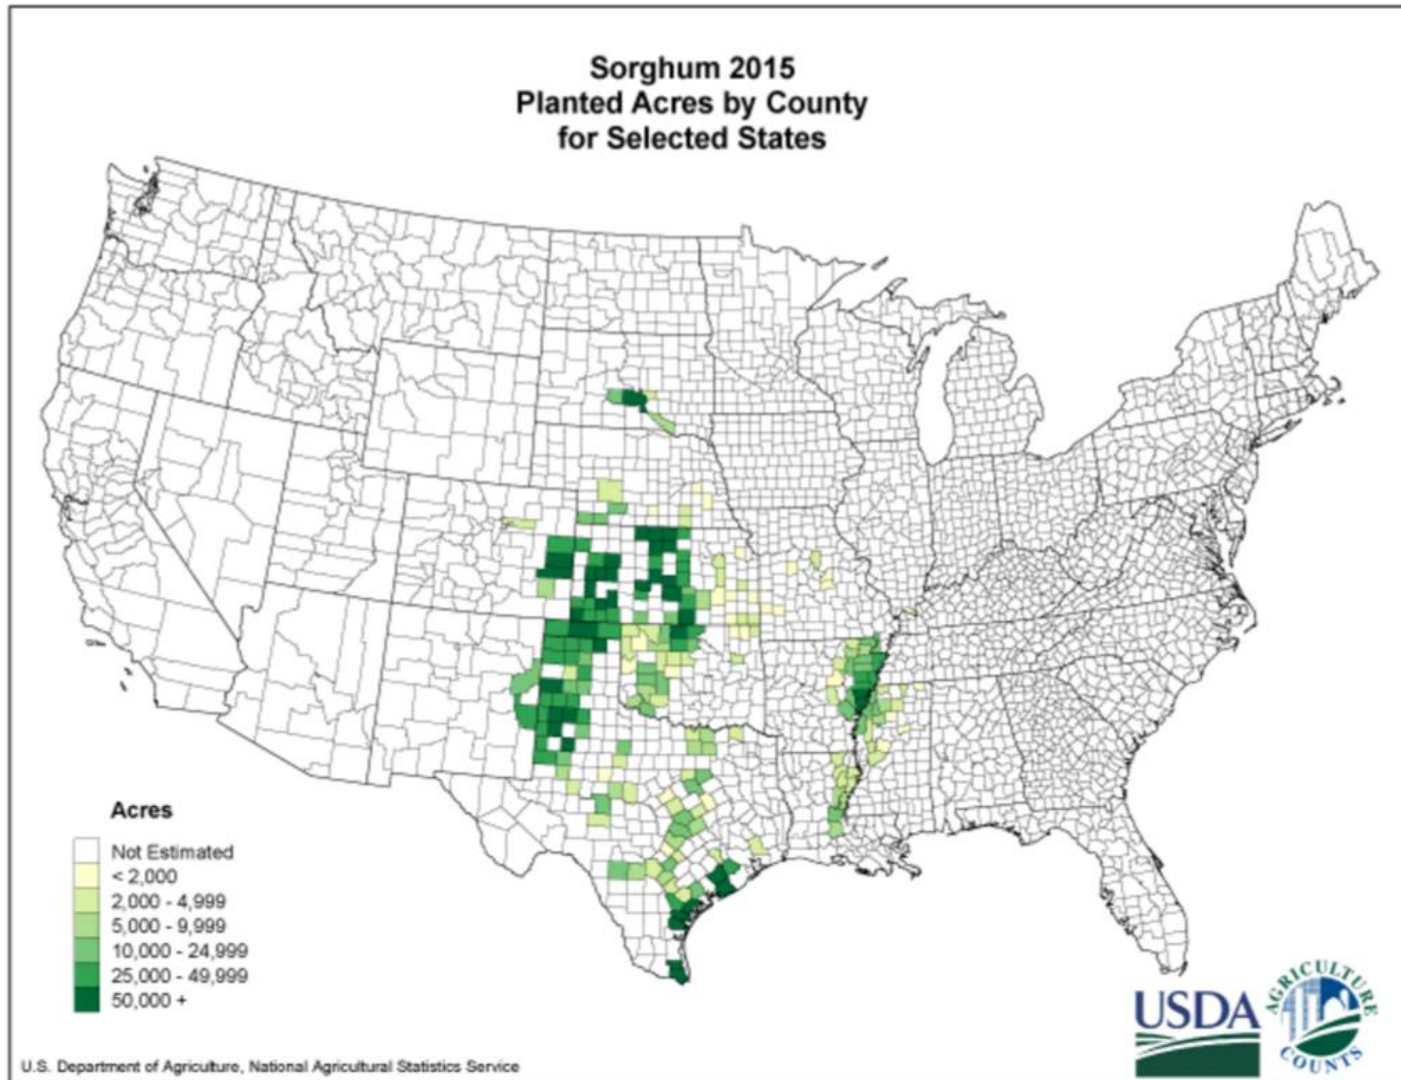 Sorghum 2015
Planted Acres by County
for Selected States
Acres
Not Estimated
< 2,000
2,000 - 4,999
5,000 - 9,999
10,000 - 24,999
25,000 - 49,999
50,000 +
U.S. Department of Agriculture, National Agricultural Statistics Service
USDA
AGRICULTURE
COUNTS